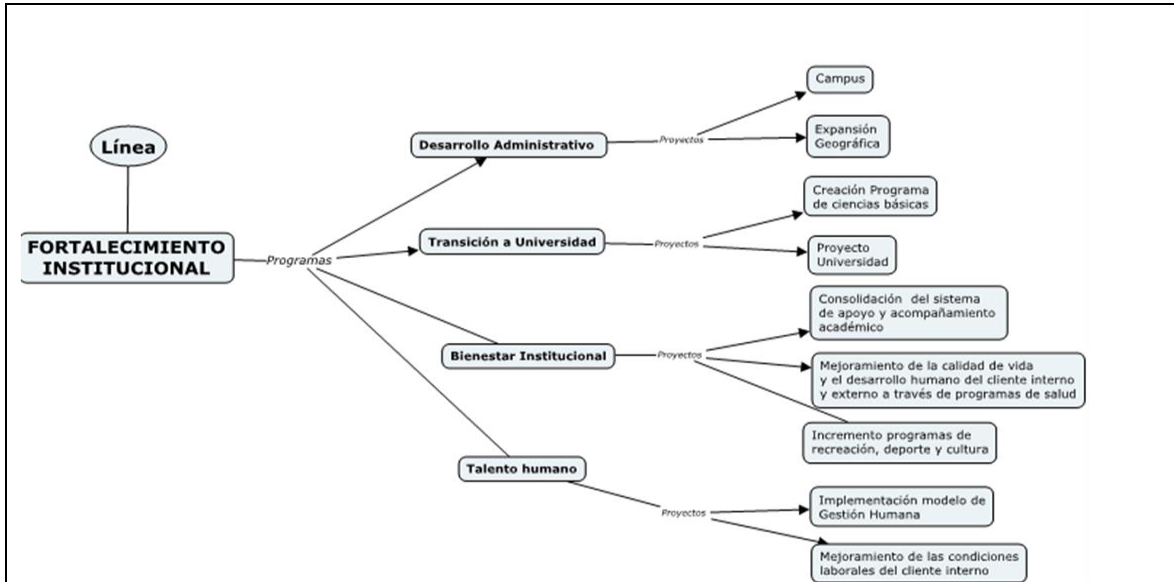 Línea
FORTALECIMIENTO
INSTITUCIONAL
Programas
Desarrollo Administrativo
Proyectos
Campus
Expansión
Geográfica
Transición a Universidad
Proyectos
Creación Programa
de ciencias básicas
Proyecto
Universidad
Bienestar Institucional
Proyectos
Consolidación del sistema
de apoyo y acompañamiento
académico
Mejoramiento de la calidad de vida
y el desarrollo humano del cliente interno
y externo a través de programas de salud
Incremento programas de
recreación, deporte y cultura
Talento humano
Proyectos
Implementación modelo de
Gestión Humana
Mejoramiento de las condiciones
laborales del cliente interno